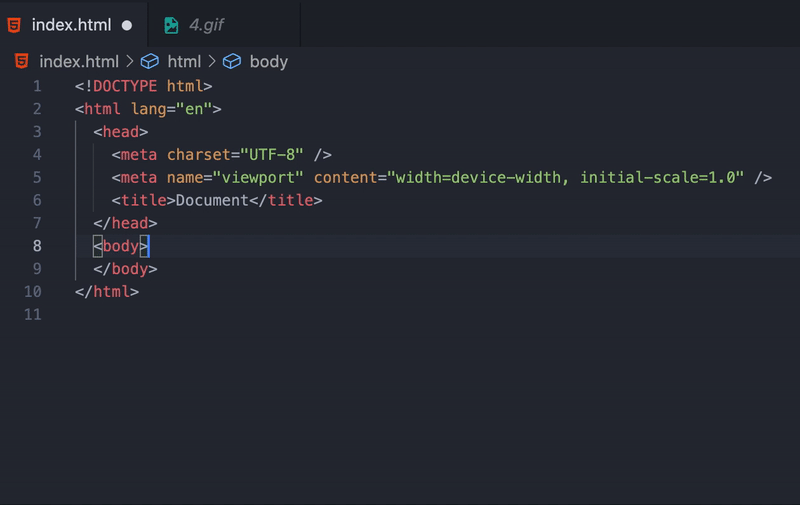 index.html 4.gif
index.html > html > body
1 <!DOCTYPE html>
2 <html lang="en">
3 <head>
4 <meta charset="UTF-8" />
5 <meta name="viewport" content="width=device-width, initial-scale=1.0" />
6 <title>Document</title>
7 </head>
8 <body>
9 </body>
10 </html>
11